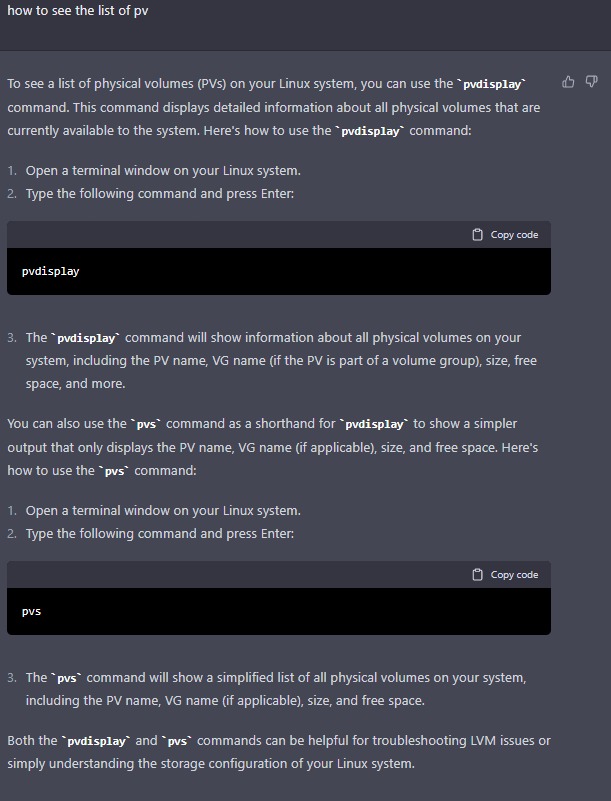 how to see the list of pv
To see a list of physical volumes (PVs) on your Linux system, you can use the `pvdisplay`
command. This command displays detailed information about all physical volumes that are
currently available to the system. Here's how to use the `pvdisplay` command:
1. Open a terminal window on your Linux system.
2. Type the following command and press Enter:
Copy code
pvdisplay
3. The `pvdisplay` command will show information about all physical volumes on your
system, including the PV name, VG name (if the PV is part of a volume group), size, free
space, and more.
You can also use the `pvs` command as a shorthand for `pvdisplay` to show a simpler
output that only displays the PV name, VG name (if applicable), size, and free space. Here's
how to use the `pvs` command:
1. Open a terminal window on your Linux system.
2. Type the following command and press Enter:
Copy code
pvs
3. The `pvs` command will show a simplified list of all physical volumes on your system,
including the PV name, VG name (if applicable), size, and free space.
Both the `pvdisplay` and `pvs` commands can be helpful for troubleshooting LVM issues or
simply understanding the storage configuration of your Linux system.